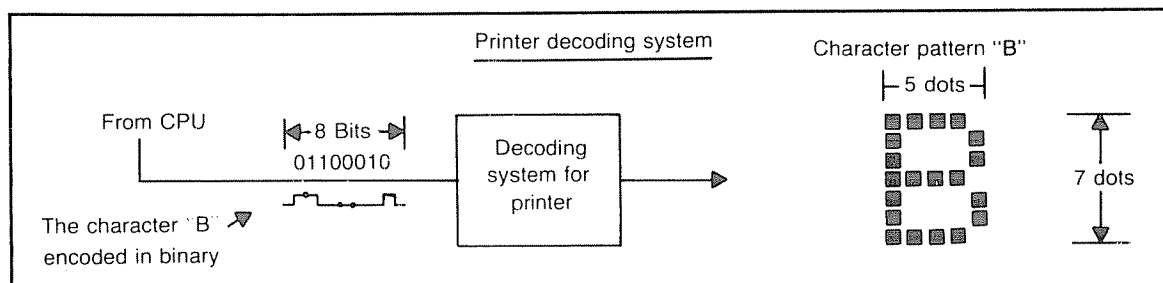 Printer decoding system
Character pattern "B"
5 dots
From CPU
8 Bits
01100010
Decoding
system for
printer
7 dots
The character "B"
encoded in binary